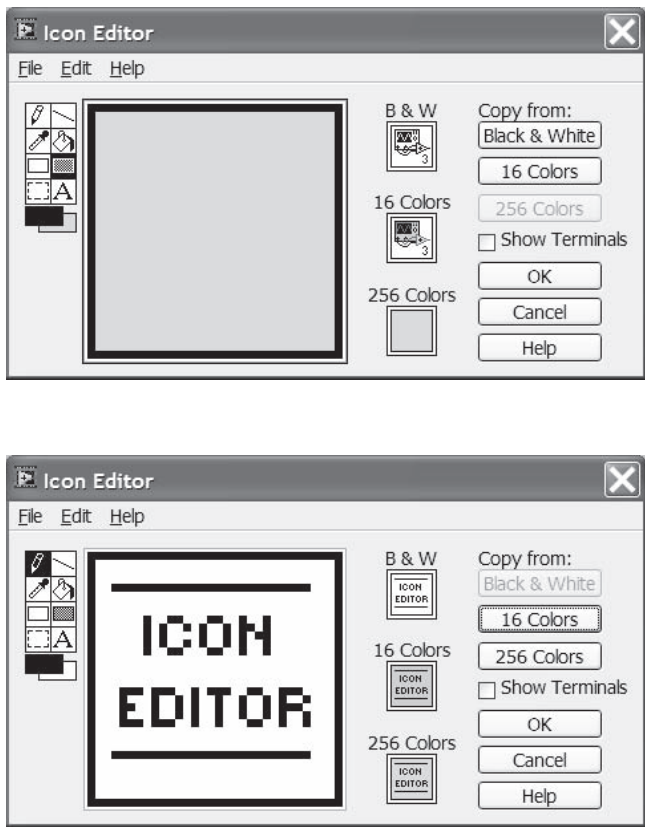 Icon Editor
File Edit Help
B & W
3
Copy from:
Black & White
16 Colors
16 Colors
3
256 Colors
Show Terminals
256 Colors
OK
Cancel
Help
A
Icon Editor
File Edit Help
B & W
ICON
EDITOR
Copy from:
Black & White
16 Colors
16 Colors
ICON
EDITOR
256 Colors
Show Terminals
256 Colors
ICON
EDITOR
OK
Cancel
Help
A
ICON
EDITOR